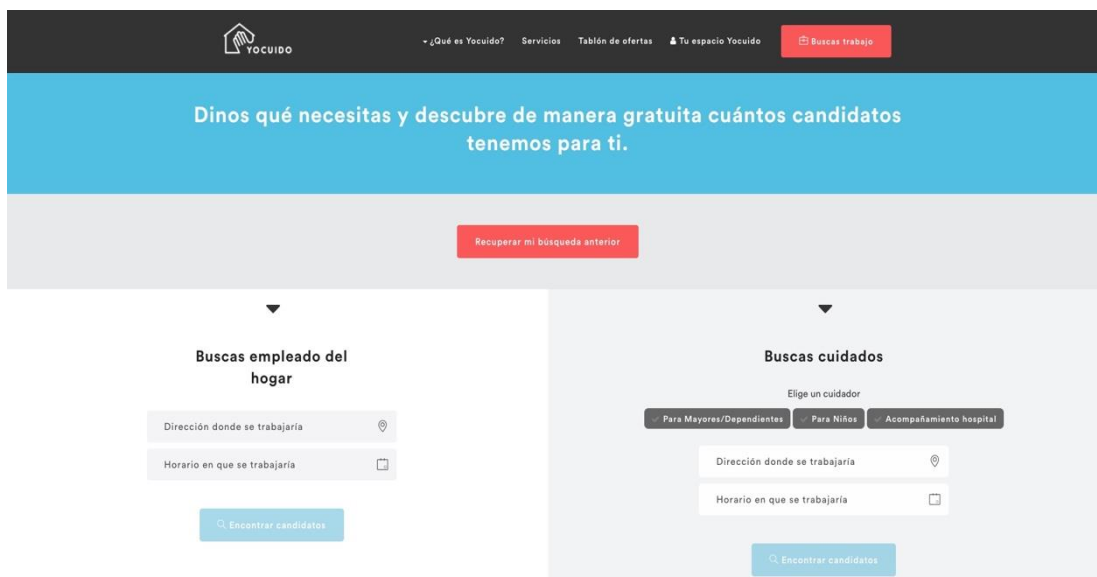 YOCUIDO
¿Qué es Yocuido? Servicios Tablón de ofertas Tu espacio Yocuido Buscas trabajo
Dinos qué necesitas y descubre de manera gratuita cuántos candidatos
tenemos para ti.
Recuperar mi búsqueda anterior
Buscas empleado del
hogar
Dirección donde se trabajaría
Horario en que se trabajaría
Encontrar candidatos
Buscas cuidados
Elige un cuidador
Para Mayores/Dependientes Para Niños Acompañamiento hospital
Dirección donde se trabajaría
Horario en que se trabajaría
Encontrar candidatos